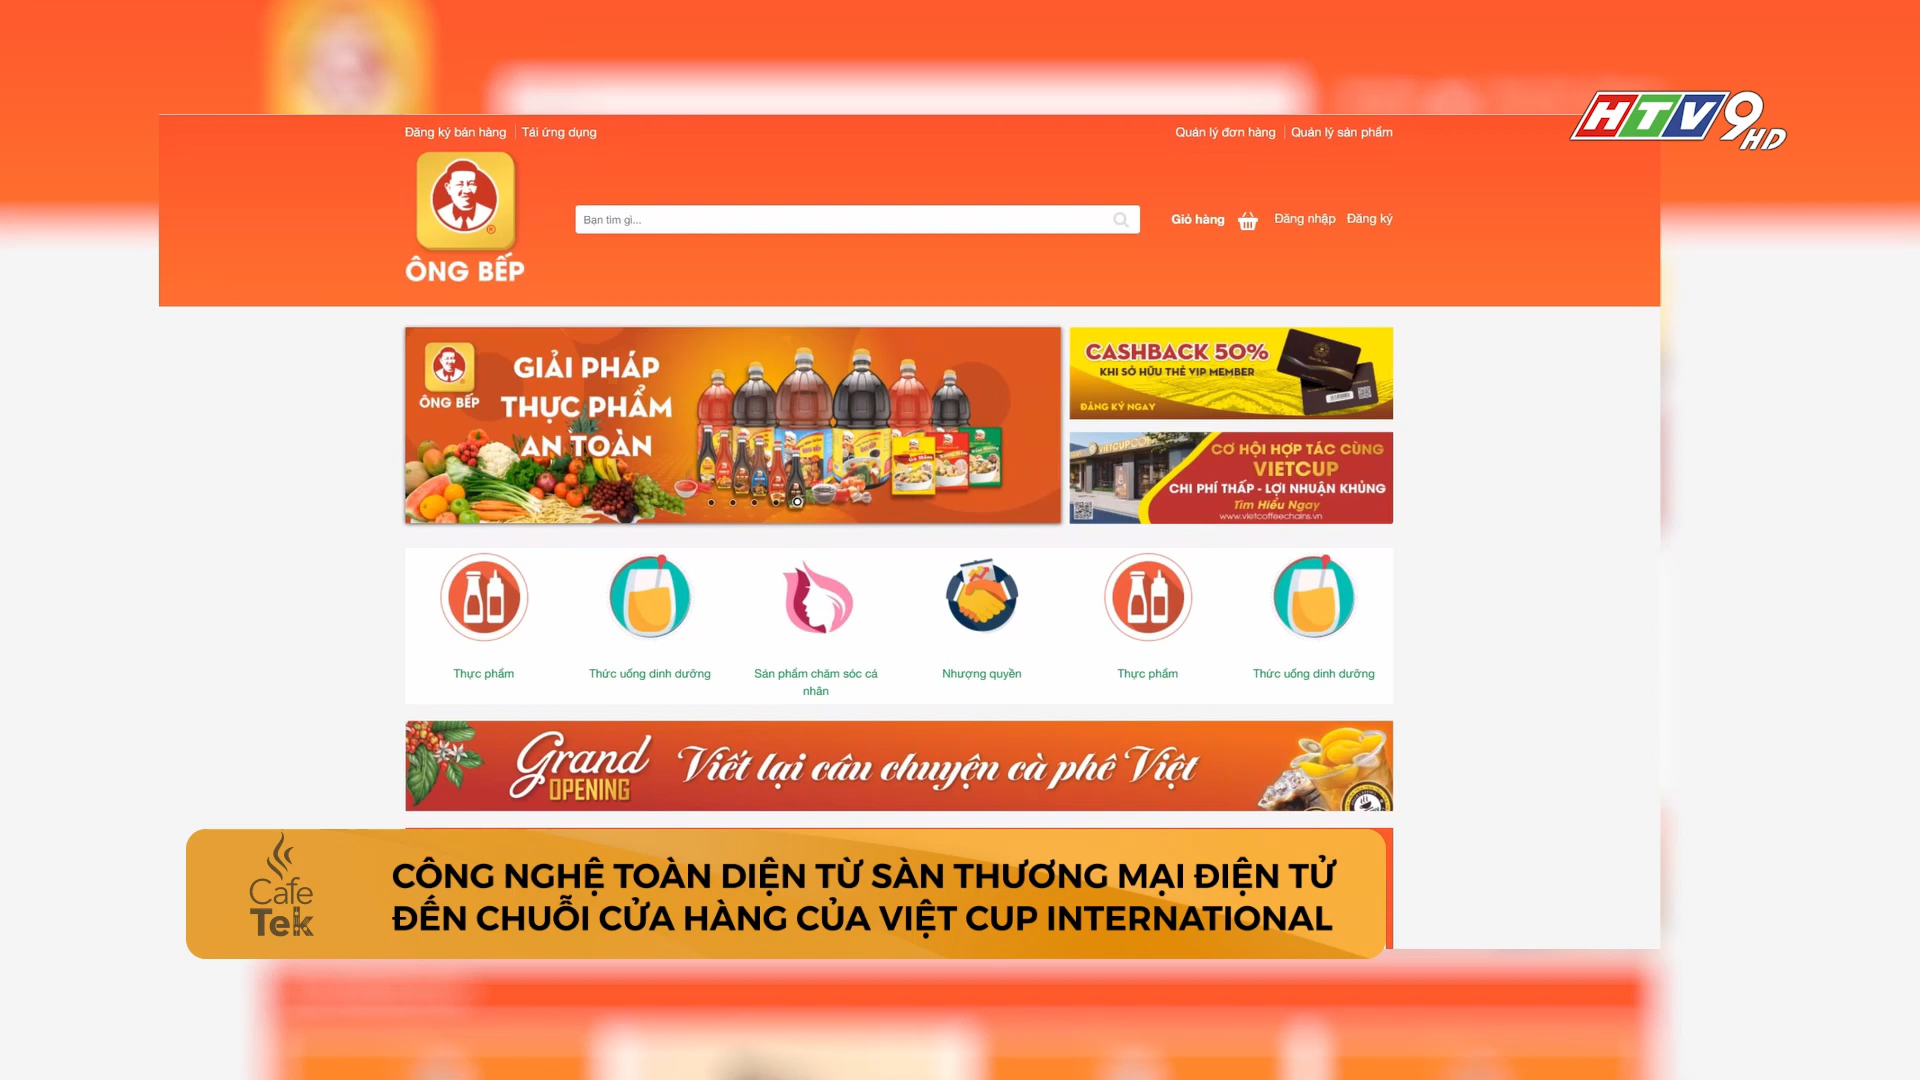 HTV9 HD
Đăng ký bán hàng
Tải ứng dụng
Quản lý đơn hàng
Quản lý sản phẩm
ÔNG BẾP
Bạn tìm gì...
Giỏ hàng
Đăng nhập
Đăng ký
ÔNG BẾP
GIẢI PHÁP
THỰC PHẨM
AN TOÀN
CASHBACK 50%
KHI SỞ HỮU THẺ VIP MEMBER
ĐĂNG KÝ NGAY
VIETCUP
CƠ HỘI HỢP TÁC CÙNG
VIETCUP
CHI PHÍ THẤP - LỢI NHUẬN KHỦNG
Tìm Hiểu Ngay
www.vietcoffeechains.vn
Thực phẩm
Thức uống dinh dưỡng
Sản phẩm chăm sóc cá
nhân
Nhượng quyền
Thực phẩm
Thức uống dinh dưỡng
Grand
OPENING
Viết lại câu chuyện cà phê Việt
Cafe
Tek
CÔNG NGHỆ TOÀN DIỆN TỪ SÀN THƯƠNG MẠI ĐIỆN TỬ
ĐẾN CHUỖI CỬA HÀNG CỦA VIỆT CUP INTERNATIONAL